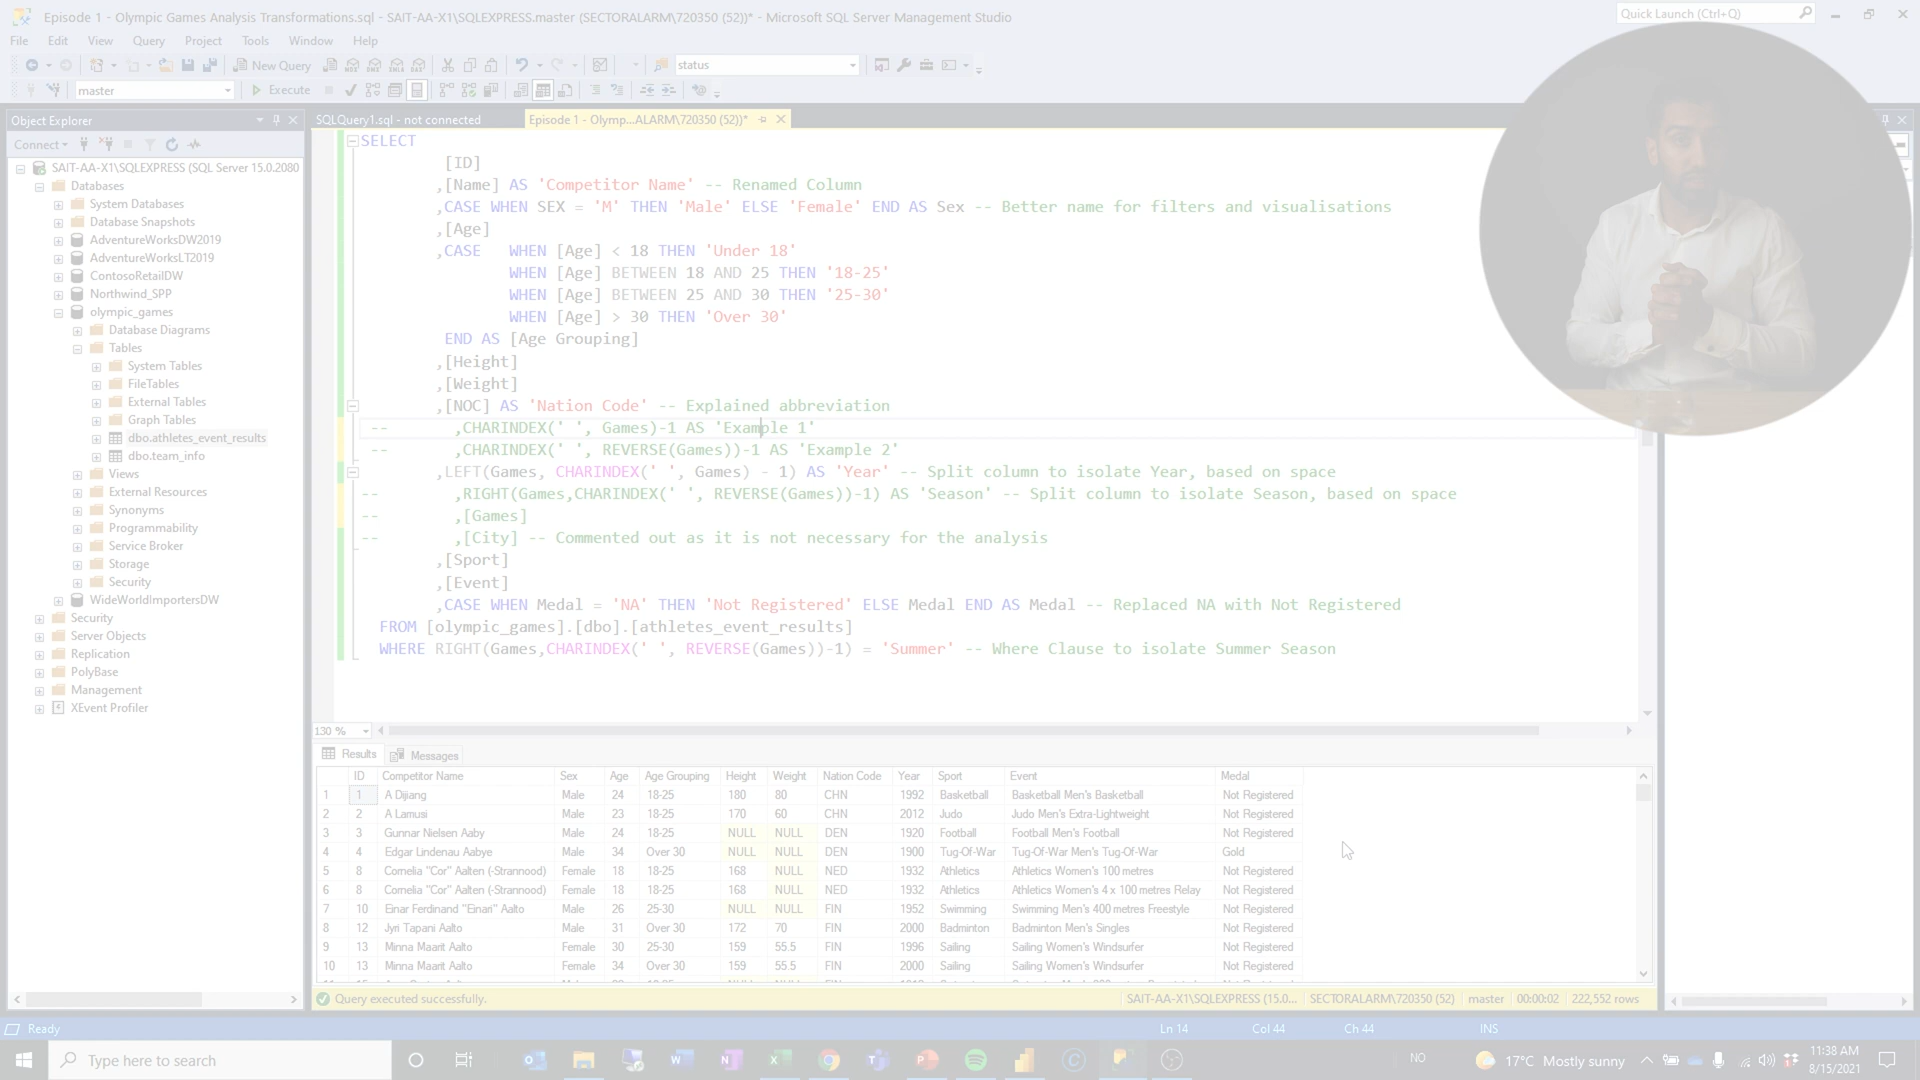 Episode 1 - Olympic Games Analysis Transformations.sql - SAIT-AA-X1\SQLEXPRESS.master (SECTORALARM\720350 (52))* - Microsoft SQL Server Management Studio
Quick Launch (Ctrl+Q)
File Edit View Query Project Tools Window Help
New Query
status
master
Execute
Object Explorer
SQLQuery1.sql - not connected
Episode 1 - Olymp...ALARM\720350 (52))*
Connect
SAIT-AA-X1\SQLEXPRESS (SQL Server 15.0.2080
Databases
System Databases
Database Snapshots
AdventureWorksDW2019
AdventureWorksLT2019
ContosoRetailDW
Northwind_SPP
olympic_games
Database Diagrams
Tables
System Tables
FileTables
External Tables
Graph Tables
dbo.athletes_event_results
dbo.team_info
Views
External Resources
Synonyms
Programmability
Service Broker
Storage
Security
WideWorldImportersDW
Security
Server Objects
Replication
PolyBase
Management
XEvent Profiler
SELECT
[ID]
,[Name] AS 'Competitor Name' -- Renamed Column
,CASE WHEN SEX = 'M' THEN 'Male' ELSE 'Female' END AS Sex -- Better name for filters and visualisations
,[Age]
,CASE WHEN [Age] < 18 THEN 'Under 18'
WHEN [Age] BETWEEN 18 AND 25 THEN '18-25'
WHEN [Age] BETWEEN 25 AND 30 THEN '25-30'
WHEN [Age] > 30 THEN 'Over 30'
END AS [Age Grouping]
,[Height]
,[Weight]
,[NOC] AS 'Nation Code' -- Explained abbreviation
-- ,CHARINDEX(' ', Games)-1 AS 'Example 1'
-- ,CHARINDEX(' ', REVERSE(Games))-1 AS 'Example 2'
,LEFT(Games, CHARINDEX(' ', Games) - 1) AS 'Year' -- Split column to isolate Year, based on space
-- ,RIGHT(Games,CHARINDEX(' ', REVERSE(Games))-1) AS 'Season' -- Split column to isolate Season, based on space
-- ,[Games]
-- ,[City] -- Commented out as it is not necessary for the analysis
,[Sport]
,[Event]
,CASE WHEN Medal = 'NA' THEN 'Not Registered' ELSE Medal END AS Medal -- Replaced NA with Not Registered
FROM [olympic_games].[dbo].[athletes_event_results]
WHERE RIGHT(Games,CHARINDEX(' ', REVERSE(Games))-1) = 'Summer' -- Where Clause to isolate Summer Season
130 %
Results Messages
ID Competitor Name Sex Age Age Grouping Height Weight Nation Code Year Sport Event Medal
1 1 A Dijiang Male 24 18-25 180 80 CHN 1992 Basketball Basketball Men's Basketball Not Registered
2 2 A Lamusi Male 23 18-25 170 60 CHN 2012 Judo Judo Men's Extra-Lightweight Not Registered
3 3 Gunnar Nielsen Aaby Male 24 18-25 NULL NULL DEN 1920 Football Football Men's Football Not Registered
4 4 Edgar Lindenau Aabye Male 34 Over 30 NULL NULL DEN 1900 Tug-Of-War Tug-Of-War Men's Tug-Of-War Gold
5 8 Cornelia "Cor" Aalten (-Strannood) Female 18 18-25 168 NULL NED 1932 Athletics Athletics Women's 100 metres Not Registered
6 8 Cornelia "Cor" Aalten (-Strannood) Female 18 18-25 168 NULL NED 1932 Athletics Athletics Women's 4 x 100 metres Relay Not Registered
7 10 Einar Ferdinand "Einari" Aalto Male 26 25-30 NULL NULL FIN 1952 Swimming Swimming Men's 400 metres Freestyle Not Registered
8 12 Jyri Tapani Aalto Male 31 Over 30 172 70 FIN 2000 Badminton Badminton Men's Singles Not Registered
9 13 Minna Maarit Aalto Female 30 25-30 159 55.5 FIN 1996 Sailing Sailing Women's Windsurfer Not Registered
10 13 Minna Maarit Aalto Female 34 Over 30 159 55.5 FIN 2000 Sailing Sailing Women's Windsurfer Not Registered
Query executed successfully.
SAIT-AA-X1\SQLEXPRESS (15.0... SECTORALARM\720350 (52) master 00:00:02 222,552 rows
Ready
Ln 14 Col 44 Ch 44 INS
Type here to search
NO
17°C Mostly sunny
11:38 AM
8/15/2021